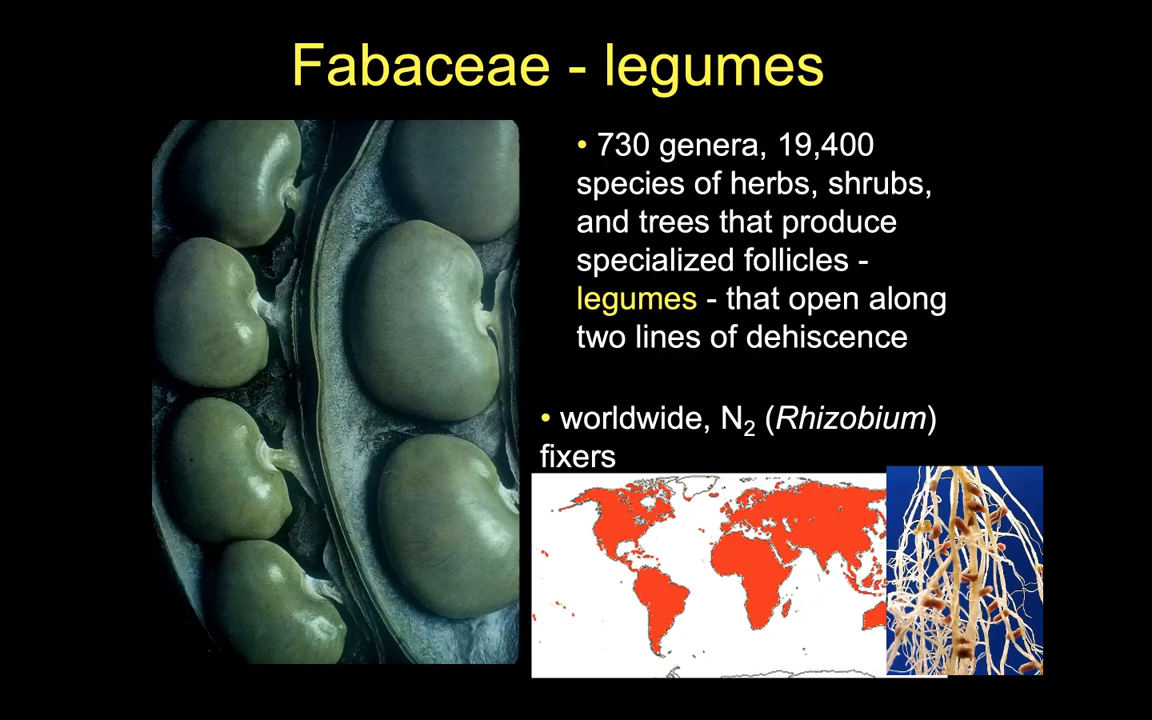 Fabaceae - legumes
• 730 genera, 19,400
species of herbs, shrubs,
and trees that produce
specialized follicles -
legumes - that open along
two lines of dehiscence
• worldwide, N₂ (Rhizobium)
fixers